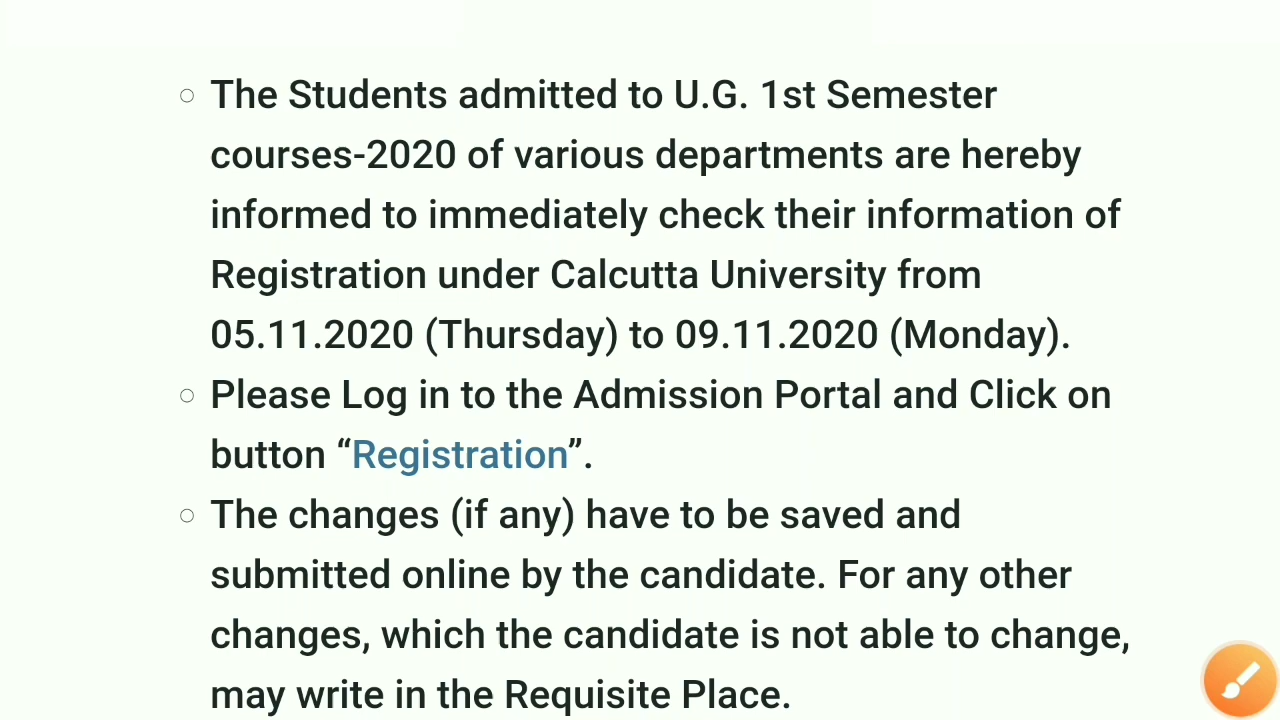 The Students admitted to U.G. 1st Semester
courses-2020 of various departments are hereby
informed to immediately check their information of
Registration under Calcutta University from
05.11.2020 (Thursday) to 09.11.2020 (Monday).
Please Log in to the Admission Portal and Click on
button “Registration”.
The changes (if any) have to be saved and
submitted online by the candidate. For any other
changes, which the candidate is not able to change,
may write in the Requisite Place.